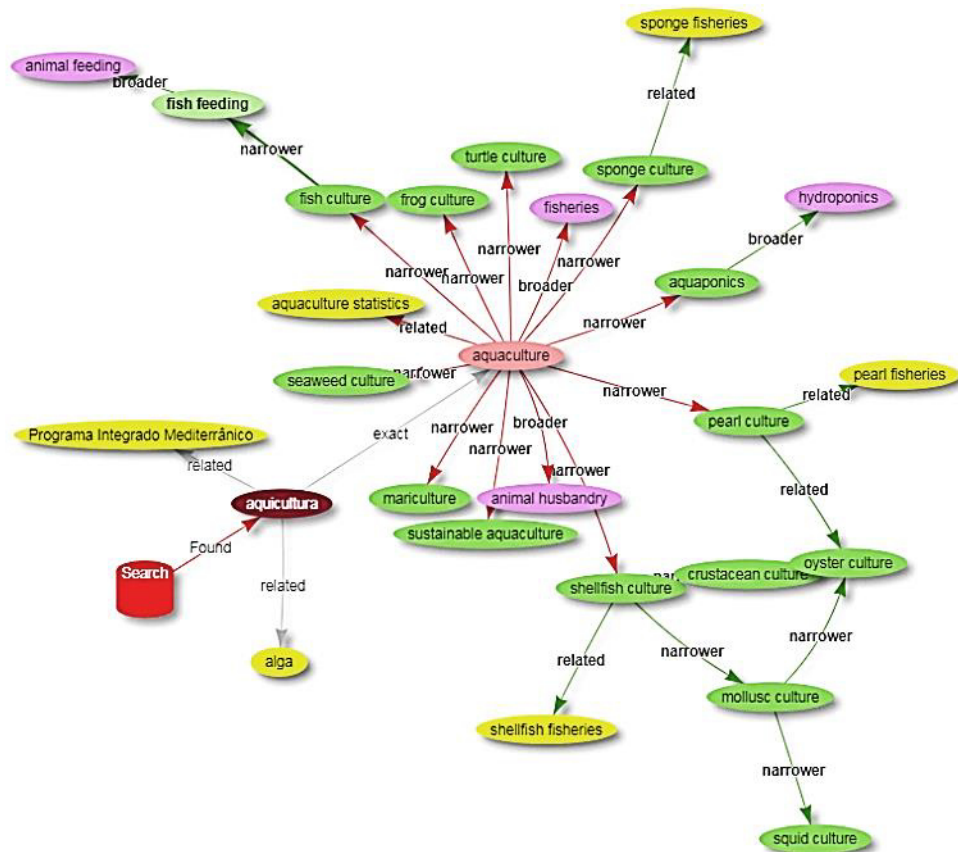 sponge fisheries
animal feeding
broader
fish feeding
related
narrower
turtle culture
sponge culture
fish culture
frog culture
fisheries
hydroponics
narrower
broader
narrower
narrower
narrower
aquaponics
broader
aquaculture statistics
related
narrower
aquaculture
seaweed culture
narrower
pearl fisheries
narrower
related
pearl culture
Programa Integrado Mediterrânico
exact
narrower
broader
narrower
related
narrower
related
aquicultura
mariculture
animal husbandry
sustainable aquaculture
Found
Search
related
shellfish culture
crustacean culture
oyster culture
alga
related
narrower
narrower
mollusc culture
shellfish fisheries
narrower
squid culture